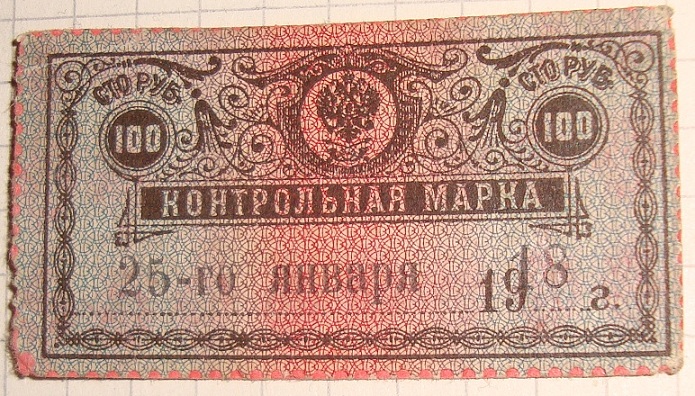 СТО РУБ. СТО РУБ.
100 100
КОНТРОЛЬНАЯ МАРКА
25-го января 1918 г.